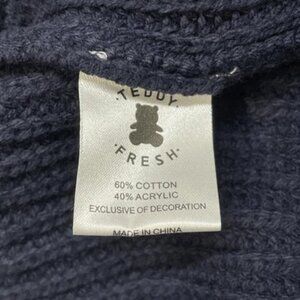 ·TEDDY·
·FRESH·
60% COTTON
40% ACRYLIC
EXCLUSIVE OF DECORATION
MADE IN CHINA